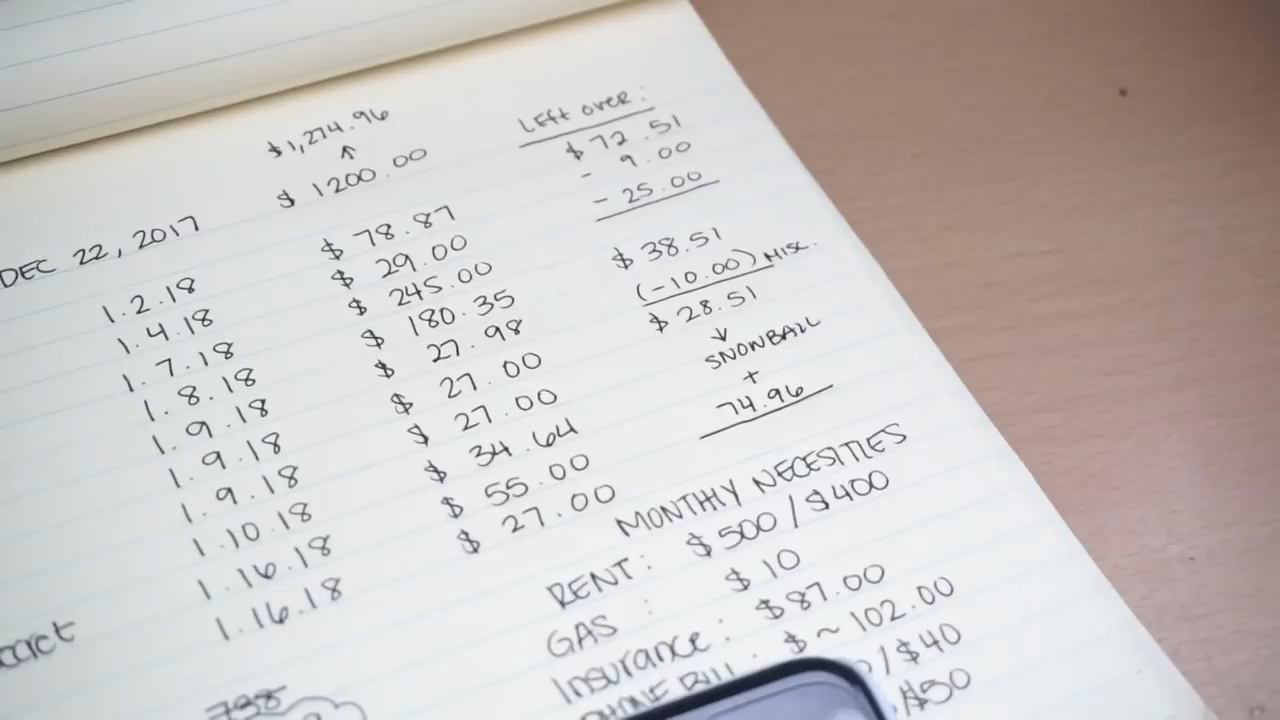 $1,274.96
↑
$ 1200.00
DEC 22, 2017
1.2.18 $ 78.87
1.4.18 $ 29.00
1.7.18 $ 245.00
1.8.18 $ 180.35
1.9.18 $ 27.98
1.9.18 $ 27.00
1.9.18 $ 27.00
1.10.18 $ 34.64
1.16.18 $ 55.00
1.16.18 $ 27.00
LEFT OVER:
$ 72.51
- 9.00
- 25.00
$ 38.51
(-10.00) MISC.
$ 28.51
↓
SNOWBALL
+
74.96
MONTHLY NECESITIES
RENT: $ 500 / $400
GAS : $ 10
Insurance: $ 87.00
PHONE BILL: $ ~ 102.00
/ $40
/$50
798